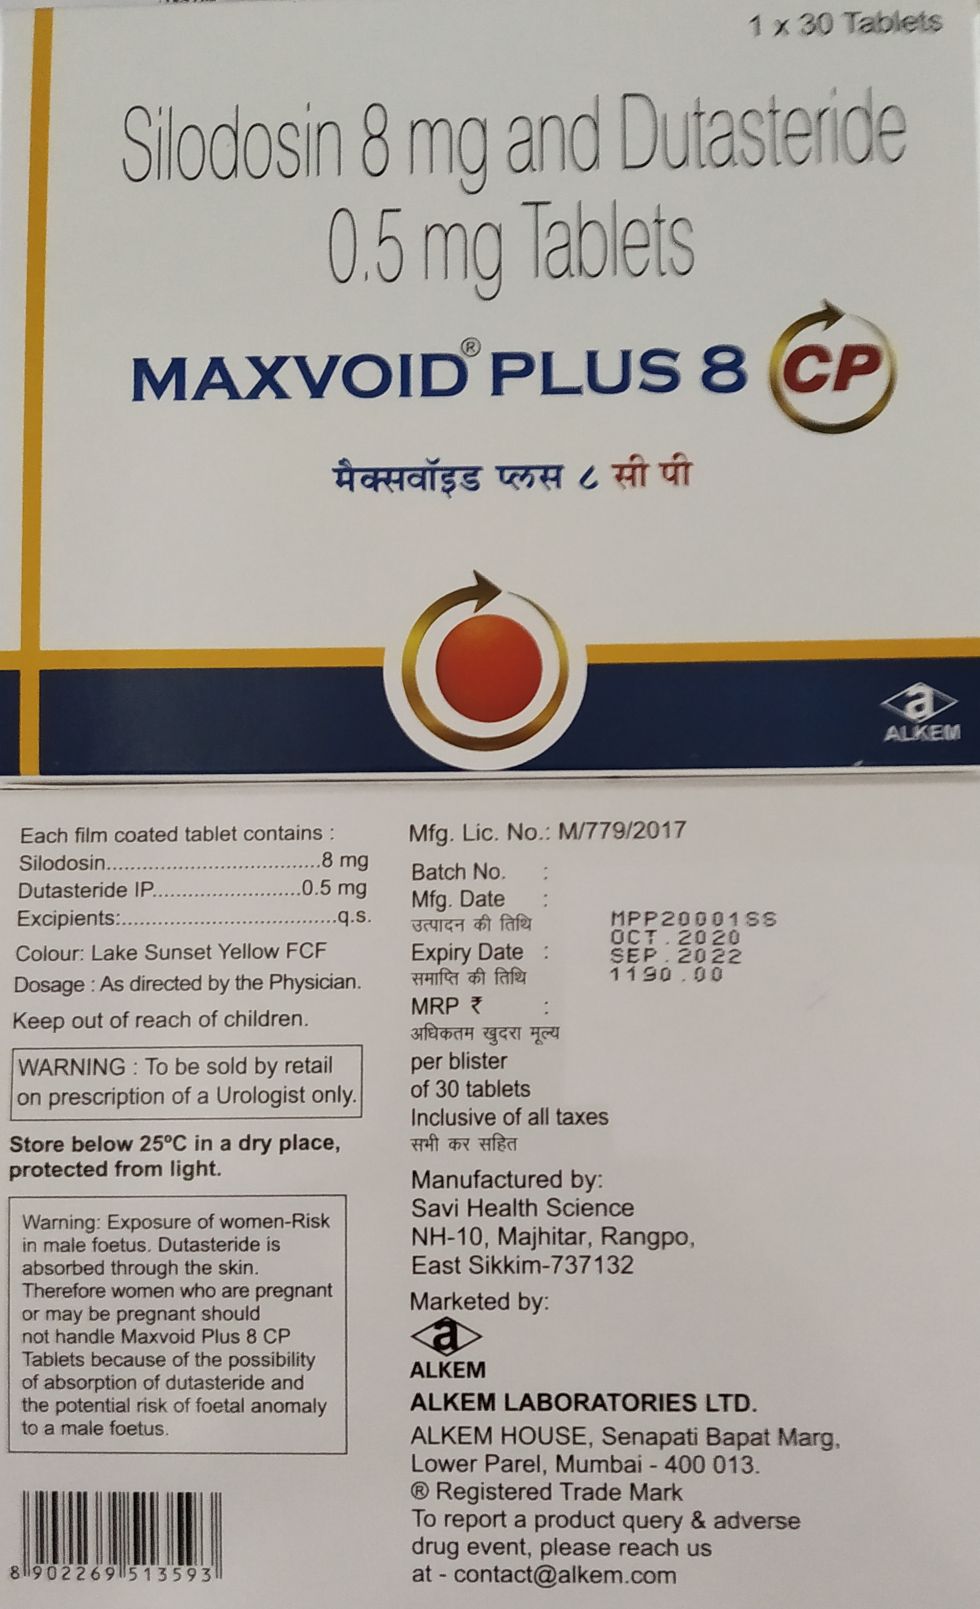 1 x 30 Tablets
Silodosin 8 mg and Dutasteride
0.5 mg Tablets
MAXVOID® PLUS 8 CP
मैक्सवॉइड प्लस ८ सी पी
a
ALKEM
Each film coated tablet contains :
Silodosin....................................8 mg
Dutasteride IP.........................0.5 mg
Excipients:....................................q.s.
Colour: Lake Sunset Yellow FCF
Dosage : As directed by the Physician.
Keep out of reach of children.
WARNING : To be sold by retail
on prescription of a Urologist only.
Store below 25ºC in a dry place,
protected from light.
Warning: Exposure of women-Risk
in male foetus. Dutasteride is
absorbed through the skin.
Therefore women who are pregnant
or may be pregnant should
not handle Maxvoid Plus 8 CP
Tablets because of the possibility
of absorption of dutasteride and
the potential risk of foetal anomaly
to a male foetus.
8 902269 513593
Mfg. Lic. No.: M/779/2017
Batch No. :
Mfg. Date :
उत्पादन की तिथि
Expiry Date :
समाप्ति की तिथि
MRP ₹ :
अधिकतम खुदरा मूल्य
per blister
of 30 tablets
Inclusive of all taxes
सभी कर सहित
MPP20001SS
OCT.2020
SEP.2022
1190.00
Manufactured by:
Savi Health Science
NH-10, Majhitar, Rangpo,
East Sikkim-737132
Marketed by:
a
ALKEM
ALKEM LABORATORIES LTD.
ALKEM HOUSE, Senapati Bapat Marg,
Lower Parel, Mumbai - 400 013.
® Registered Trade Mark
To report a product query & adverse
drug event, please reach us
at - contact@alkem.com